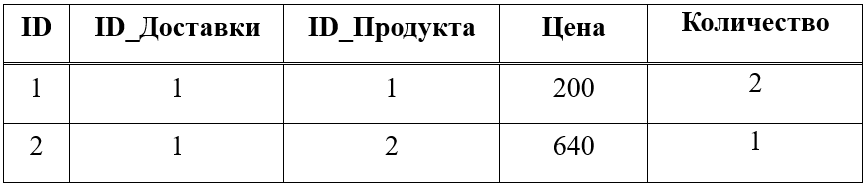 ID ID_Доставки ID_Продукта Цена Количество
1 1 1 200 2
2 1 2 640 1